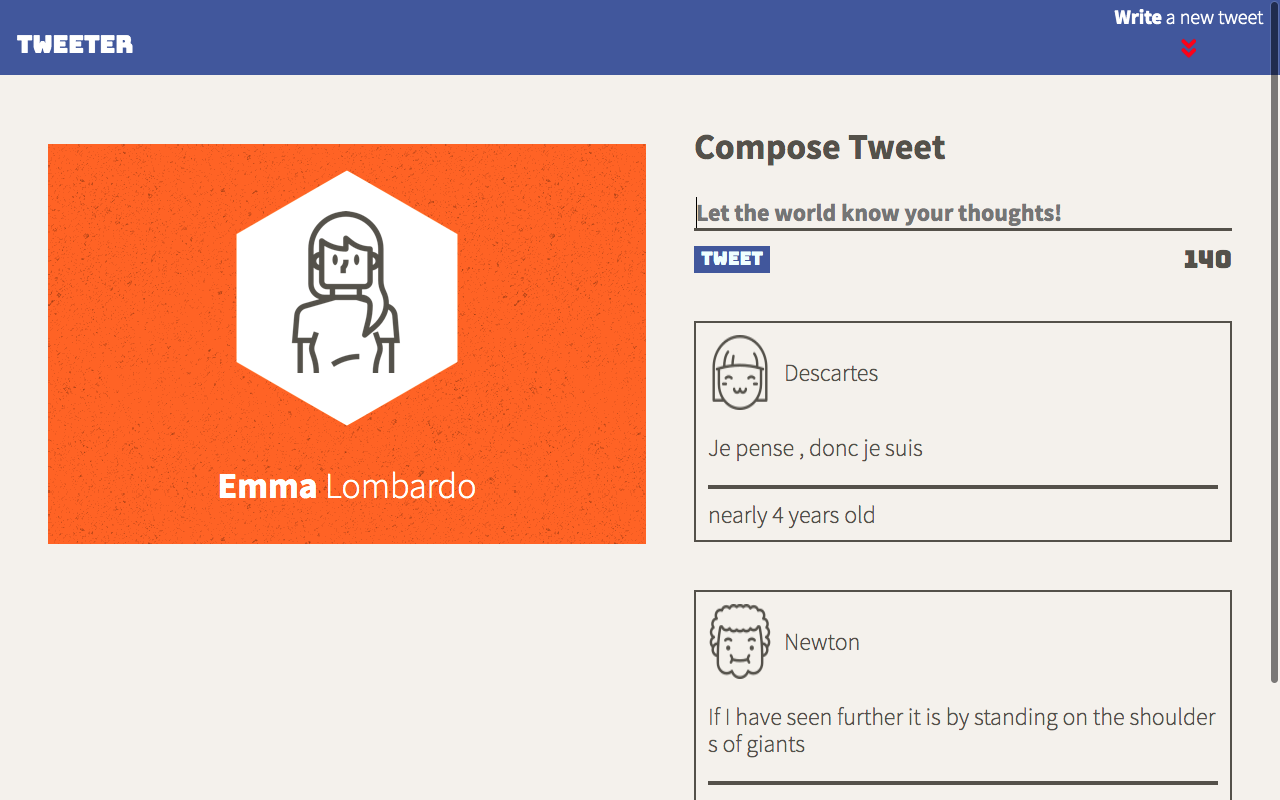 Write a new tweet
TWEETER
Emma Lombardo
Compose Tweet
Let the world know your thoughts!
TWEET
140
Descartes
Je pense , donc je suis
nearly 4 years old
Newton
If I have seen further it is by standing on the shoulder
s of giants